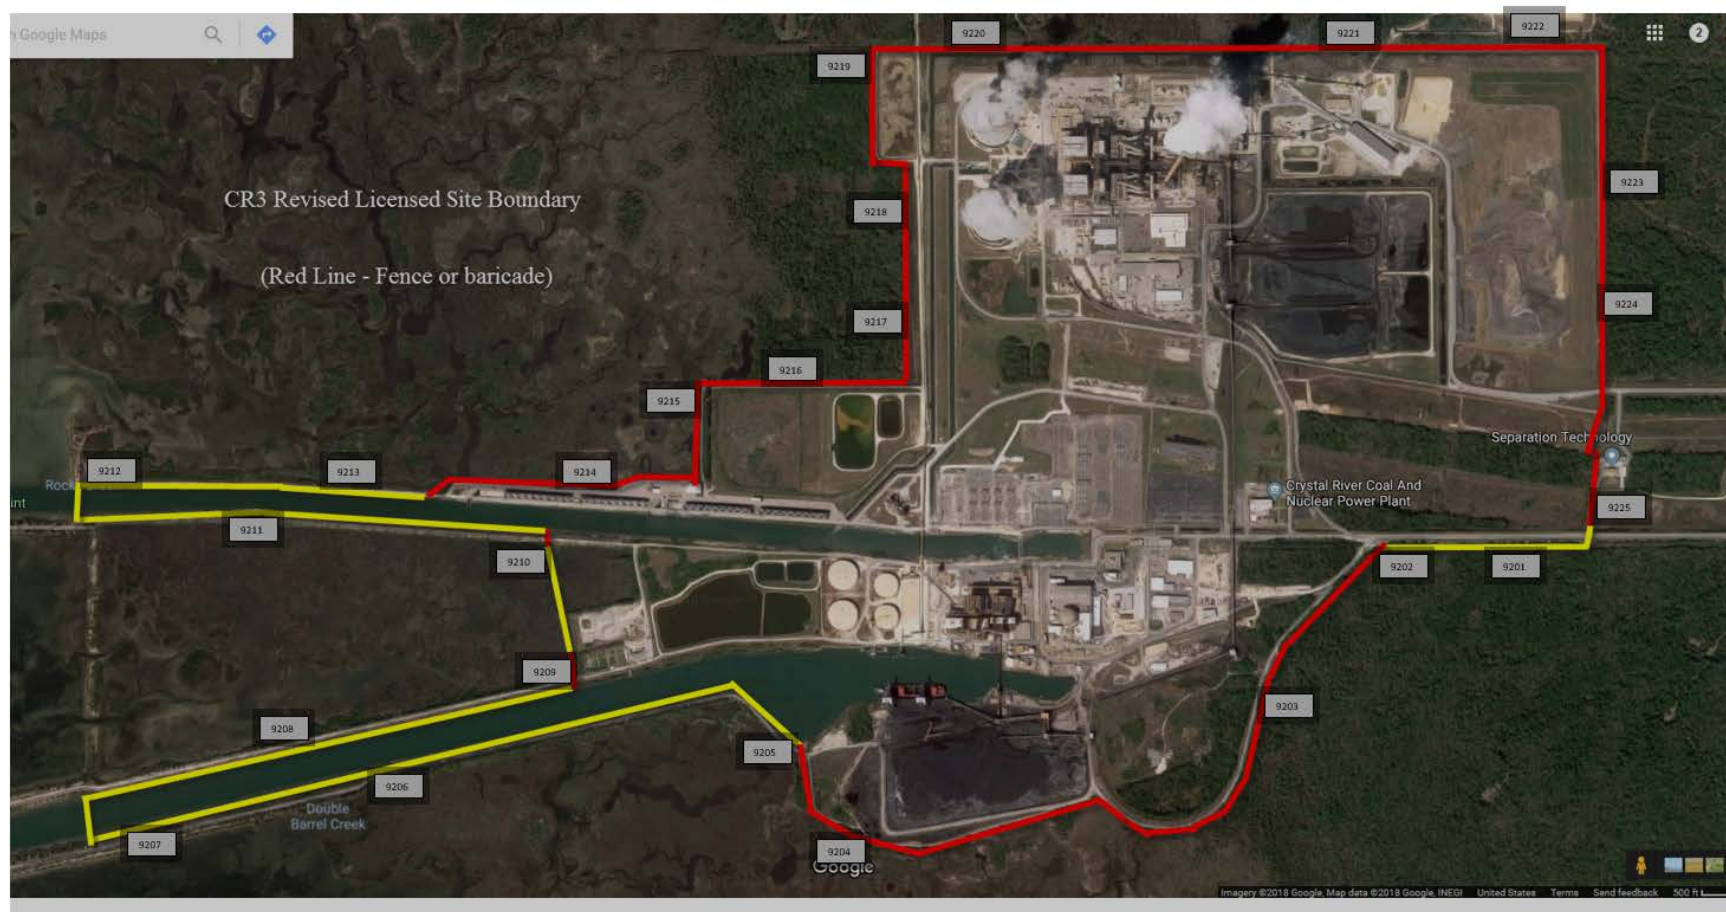 n Google Maps
2
9222
9220
9221
9219
9223
CR3 Revised Licensed Site Boundary
9218
(Red Line - Fence or baricade)
9224
9217
9216
9215
Separation Technology
9212
9213
9214
Crystal River Coal And
Nuclear Power Plant
9225
9211
9210
9202
9201
9209
9203
9208
9205
9206
Double
Barrel Creek
9207
9204
Google
Imagery ©2018 Google, Map data ©2018 Google, INEGI United States Terms Send feedback 500 ft